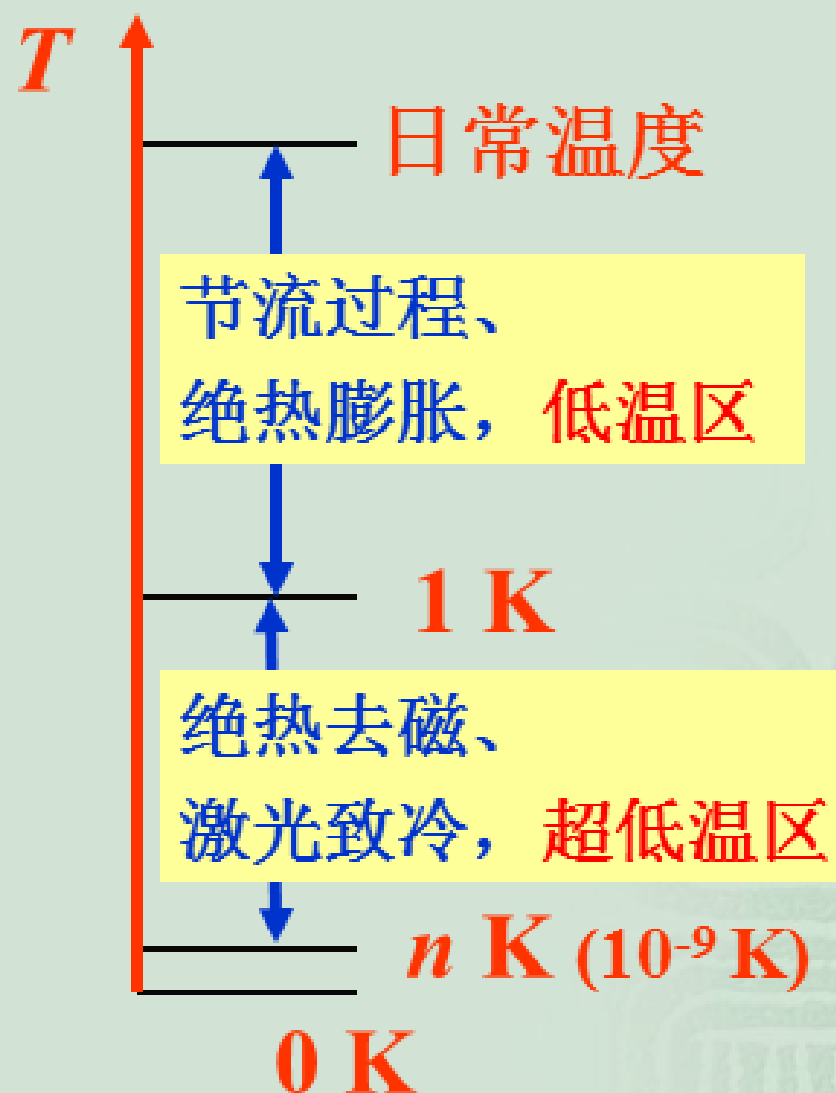 T
日常温度
节流过程、
绝热膨胀，低温区
1 K
绝热去磁、
激光致冷，超低温区
n K (10⁻⁹ K)
0 K